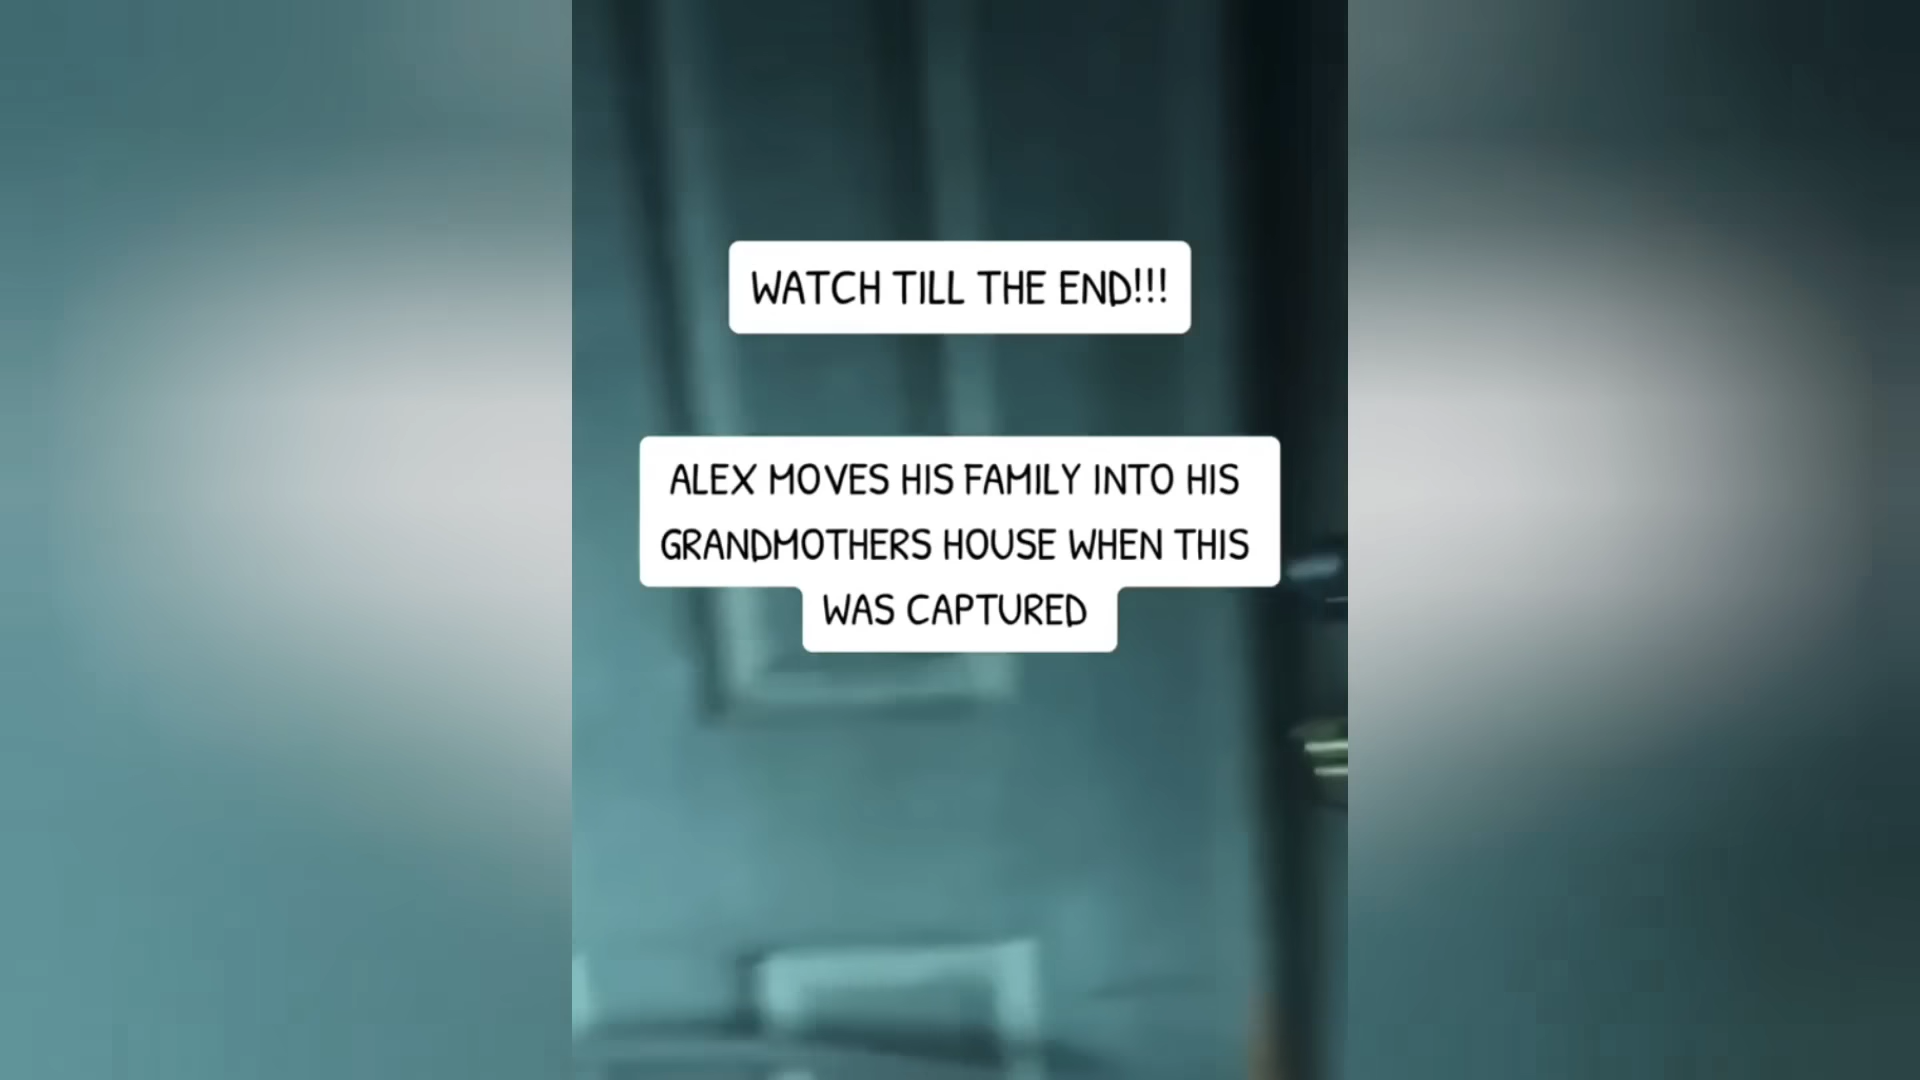 WATCH TILL THE END!!!
ALEX MOVES HIS FAMILY INTO HIS
GRANDMOTHERS HOUSE WHEN THIS
WAS CAPTURED